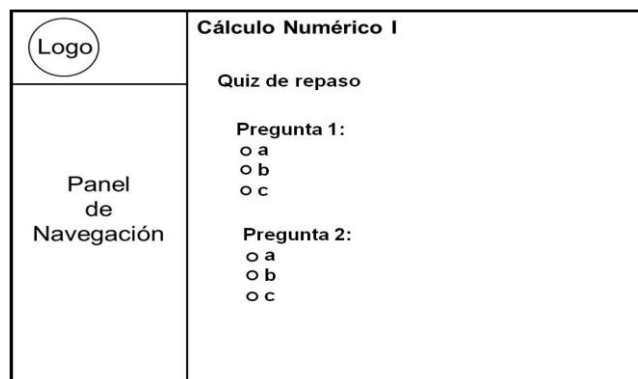 Logo
Panel
de
Navegación
Cálculo Numérico I
Quiz de repaso
Pregunta 1:
a
b
c
Pregunta 2:
a
b
c